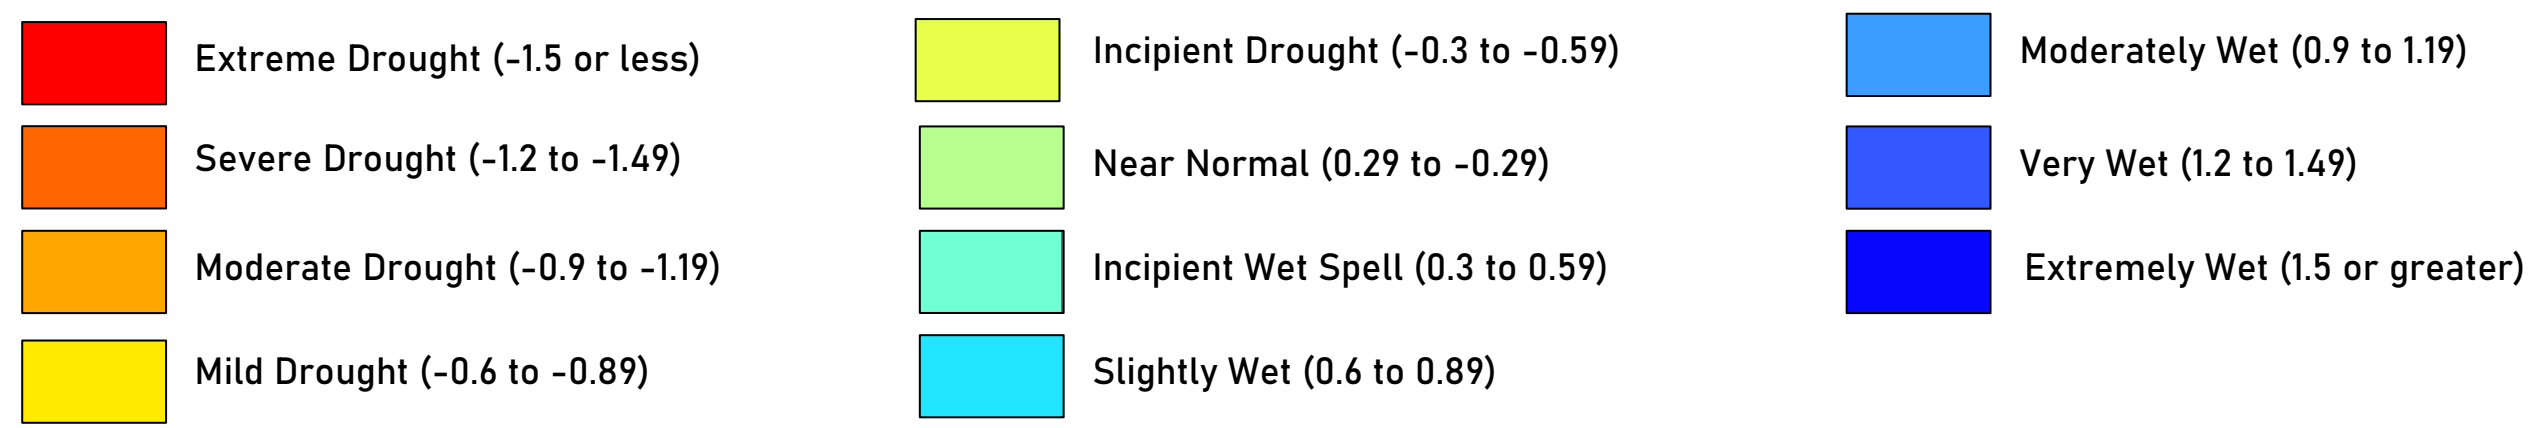 Extreme Drought (-1.5 or less)
Severe Drought (-1.2 to -1.49)
Moderate Drought (-0.9 to -1.19)
Mild Drought (-0.6 to -0.89)
Incipient Drought (-0.3 to -0.59)
Near Normal (0.29 to -0.29)
Incipient Wet Spell (0.3 to 0.59)
Slightly Wet (0.6 to 0.89)
Moderately Wet (0.9 to 1.19)
Very Wet (1.2 to 1.49)
Extremely Wet (1.5 or greater)